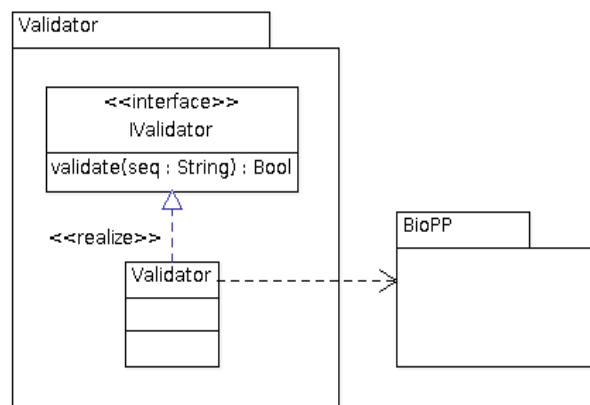 Validator
<<interface>>
IValidator
validate(seq : String) : Bool
<<realize>>
Validator
BioPP